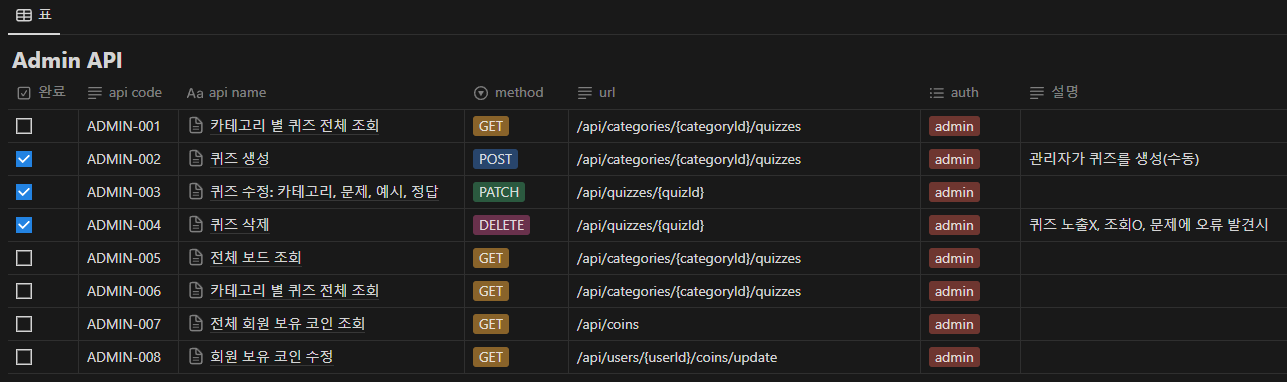 표
Admin API
완료 api code Aa api name method url auth 설명
ADMIN-001 카테고리 별 퀴즈 전체 조회 GET /api/categories/{categoryId}/quizzes admin
ADMIN-002 퀴즈 생성 POST /api/categories/{categoryId}/quizzes admin 관리자가 퀴즈를 생성(수동)
ADMIN-003 퀴즈 수정: 카테고리, 문제, 예시, 정답 PATCH /api/quizzes/{quizId} admin
ADMIN-004 퀴즈 삭제 DELETE /api/quizzes/{quizId} admin 퀴즈 노출X, 조회O, 문제에 오류 발견시
ADMIN-005 전체 보드 조회 GET /api/categories/{categoryId}/quizzes admin
ADMIN-006 카테고리 별 퀴즈 전체 조회 GET /api/categories/{categoryId}/quizzes admin
ADMIN-007 전체 회원 보유 코인 조회 GET /api/coins admin
ADMIN-008 회원 보유 코인 수정 GET /api/users/{userId}/coins/update admin